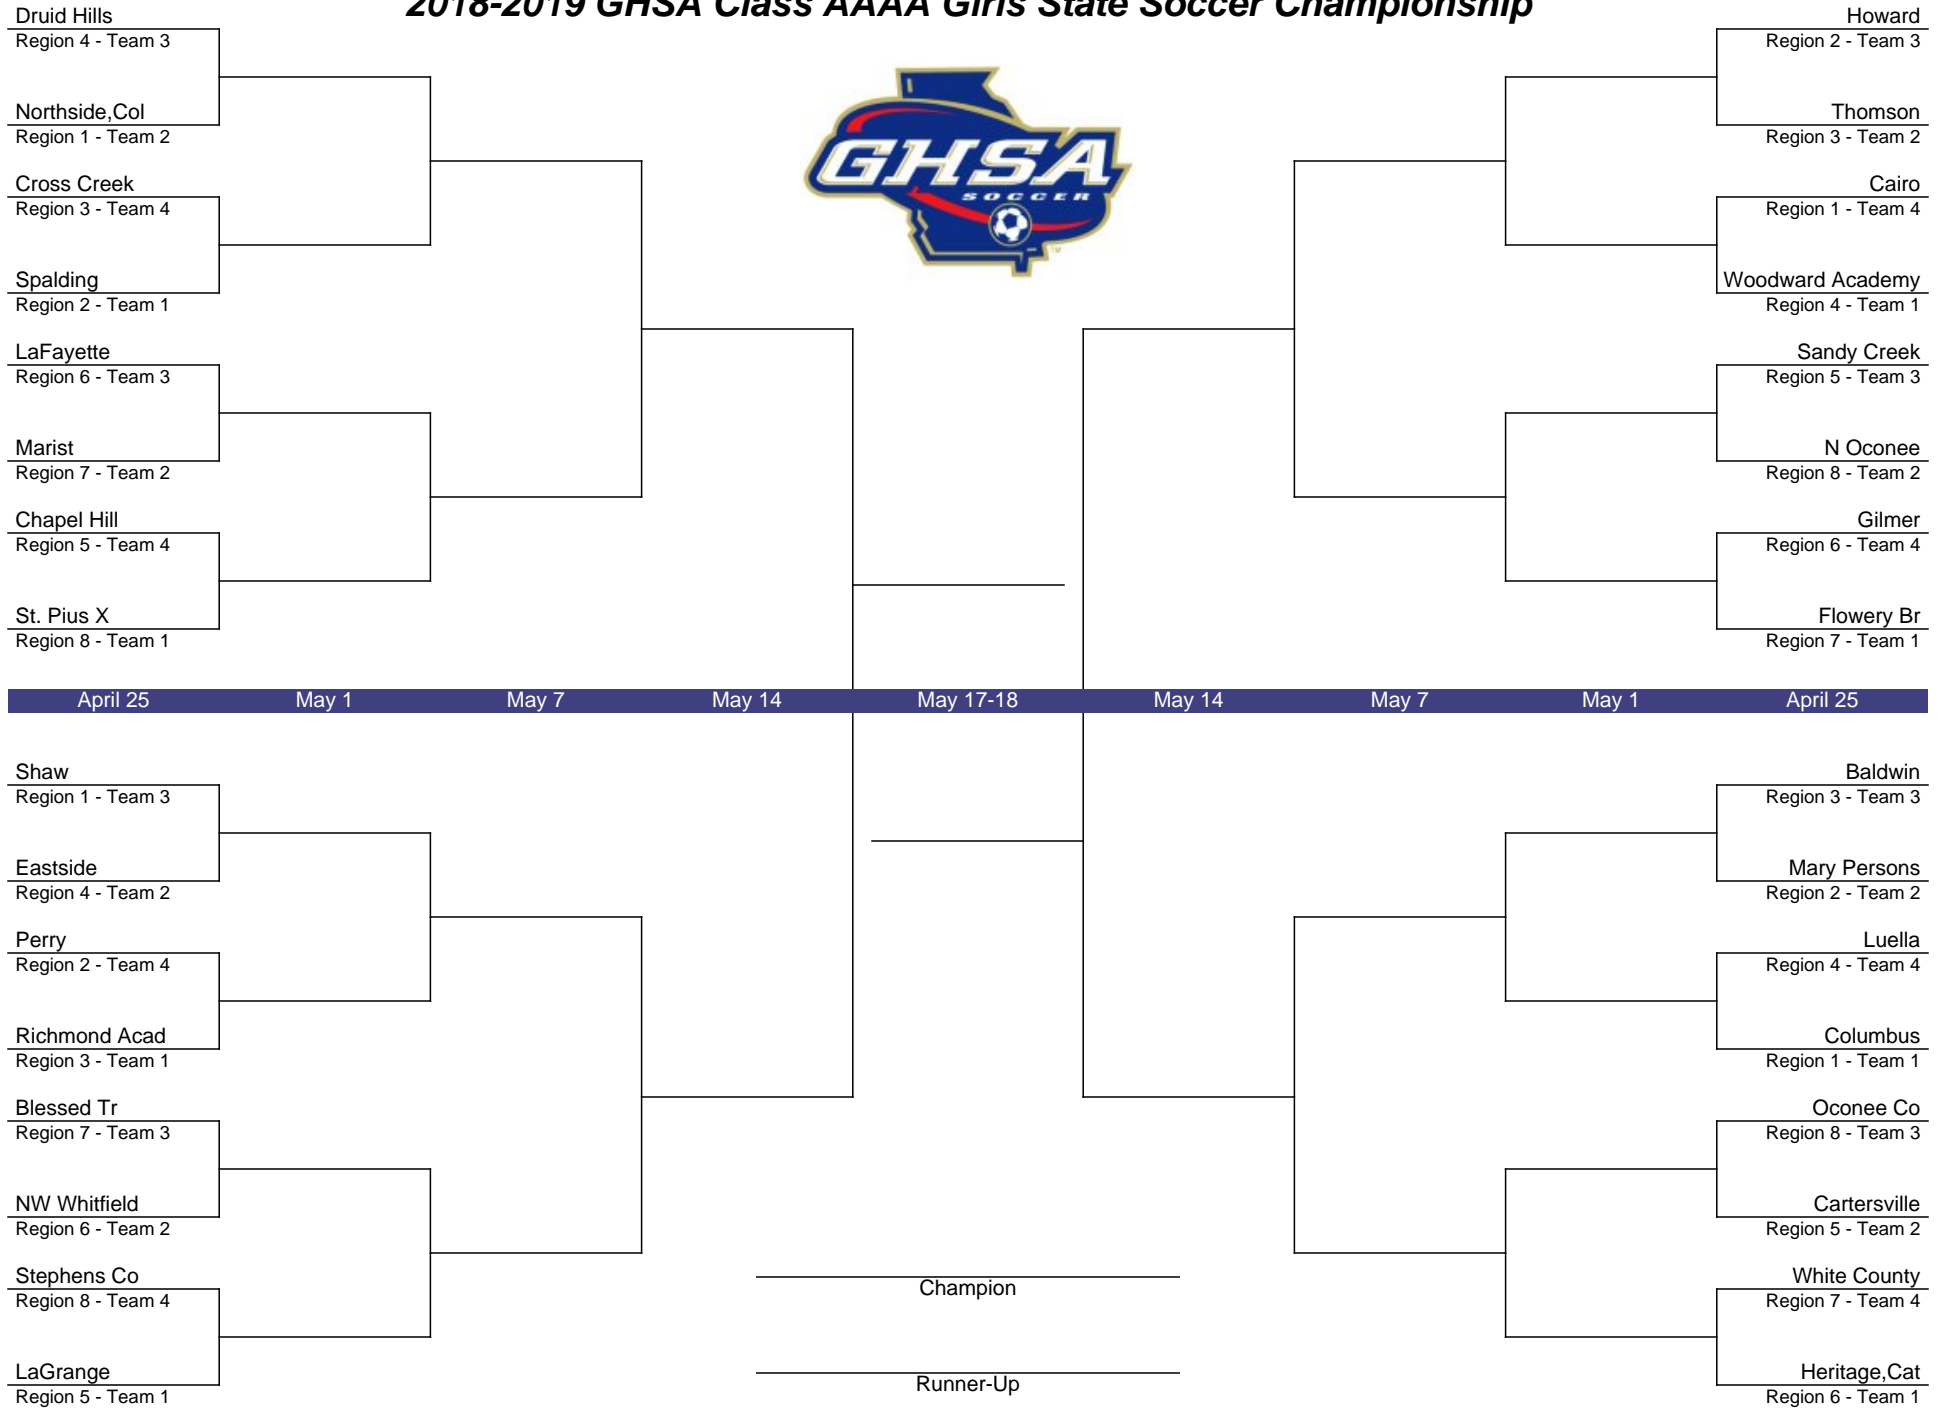 2018-2019 GHSA Class AAAA Girls State Soccer Championship
Druid Hills
Region 4 - Team 3
Northside,Col
Region 1 - Team 2
Cross Creek
Region 3 - Team 4
Spalding
Region 2 - Team 1
LaFayette
Region 6 - Team 3
Marist
Region 7 - Team 2
Chapel Hill
Region 5 - Team 4
St. Pius X
Region 8 - Team 1
GHSA
SOCCER
TM
Howard
Region 2 - Team 3
Thomson
Region 3 - Team 2
Cairo
Region 1 - Team 4
Woodward Academy
Region 4 - Team 1
Sandy Creek
Region 5 - Team 3
N Oconee
Region 8 - Team 2
Gilmer
Region 6 - Team 4
Flowery Br
Region 7 - Team 1
April 25 May 1 May 7 May 14 May 17-18 May 14 May 7 May 1 April 25
Shaw
Region 1 - Team 3
Eastside
Region 4 - Team 2
Perry
Region 2 - Team 4
Richmond Acad
Region 3 - Team 1
Blessed Tr
Region 7 - Team 3
NW Whitfield
Region 6 - Team 2
Stephens Co
Region 8 - Team 4
LaGrange
Region 5 - Team 1
Champion
Runner-Up
Baldwin
Region 3 - Team 3
Mary Persons
Region 2 - Team 2
Luella
Region 4 - Team 4
Columbus
Region 1 - Team 1
Oconee Co
Region 8 - Team 3
Cartersville
Region 5 - Team 2
White County
Region 7 - Team 4
Heritage,Cat
Region 6 - Team 1